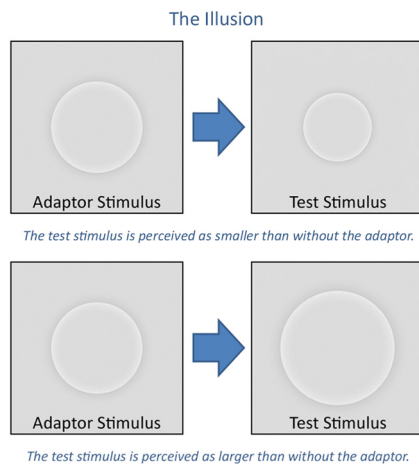 The Illusion
Adaptor Stimulus
Test Stimulus
The test stimulus is perceived as smaller than without the adaptor.
Adaptor Stimulus
Test Stimulus
The test stimulus is perceived as larger than without the adaptor.